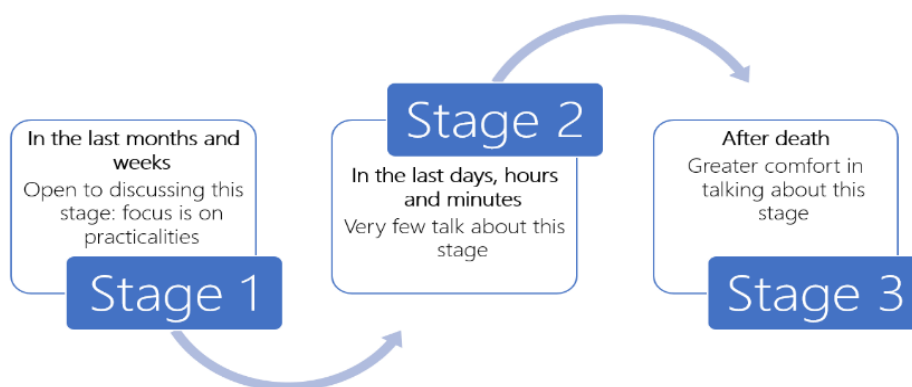 In the last months and
weeks
Open to discussing this
stage: focus is on
practicalities
Stage 1
Stage 2
In the last days, hours
and minutes
Very few talk about this
stage
After death
Greater comfort in
talking about this
stage
Stage 3